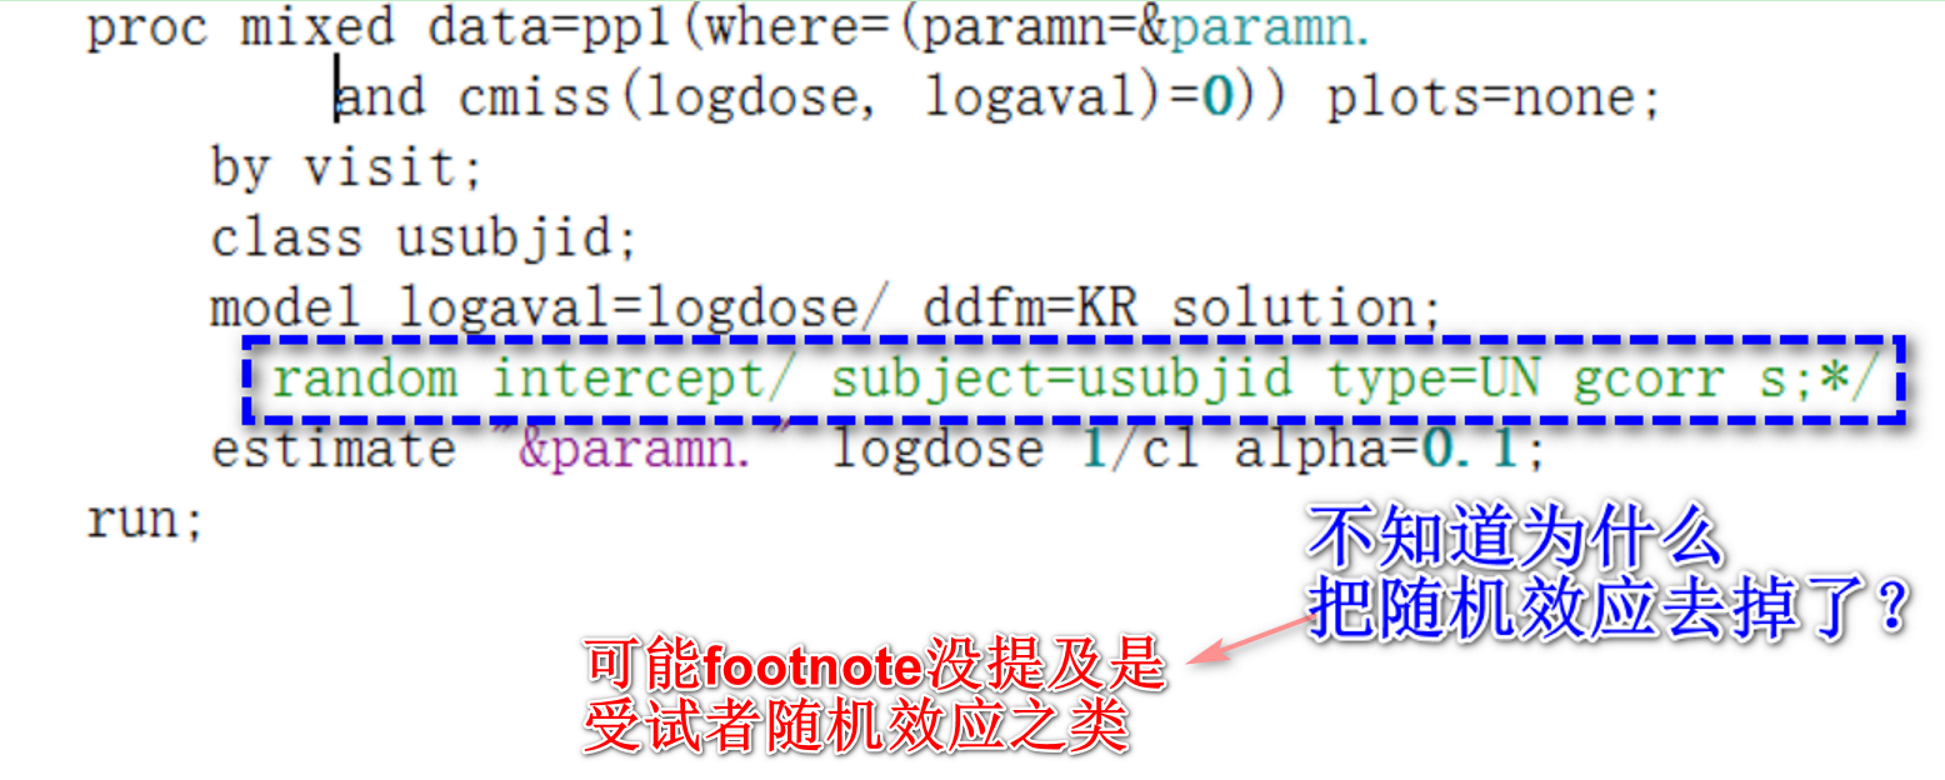 proc mixed data=pp1(where=(paramn=&paramn.
and cmiss(logdose, logaval)=0)) plots=none;
by visit;
class usubjid;
model logaval=logdose/ ddfm=KR solution;
random intercept/ subject=usubjid type=UN gcorr s;*/
estimate "&paramn." logdose 1/cl alpha=0.1;
run;
不知道为什么
把随机效应去掉了？
可能footnote没提及是
受试者随机效应之类